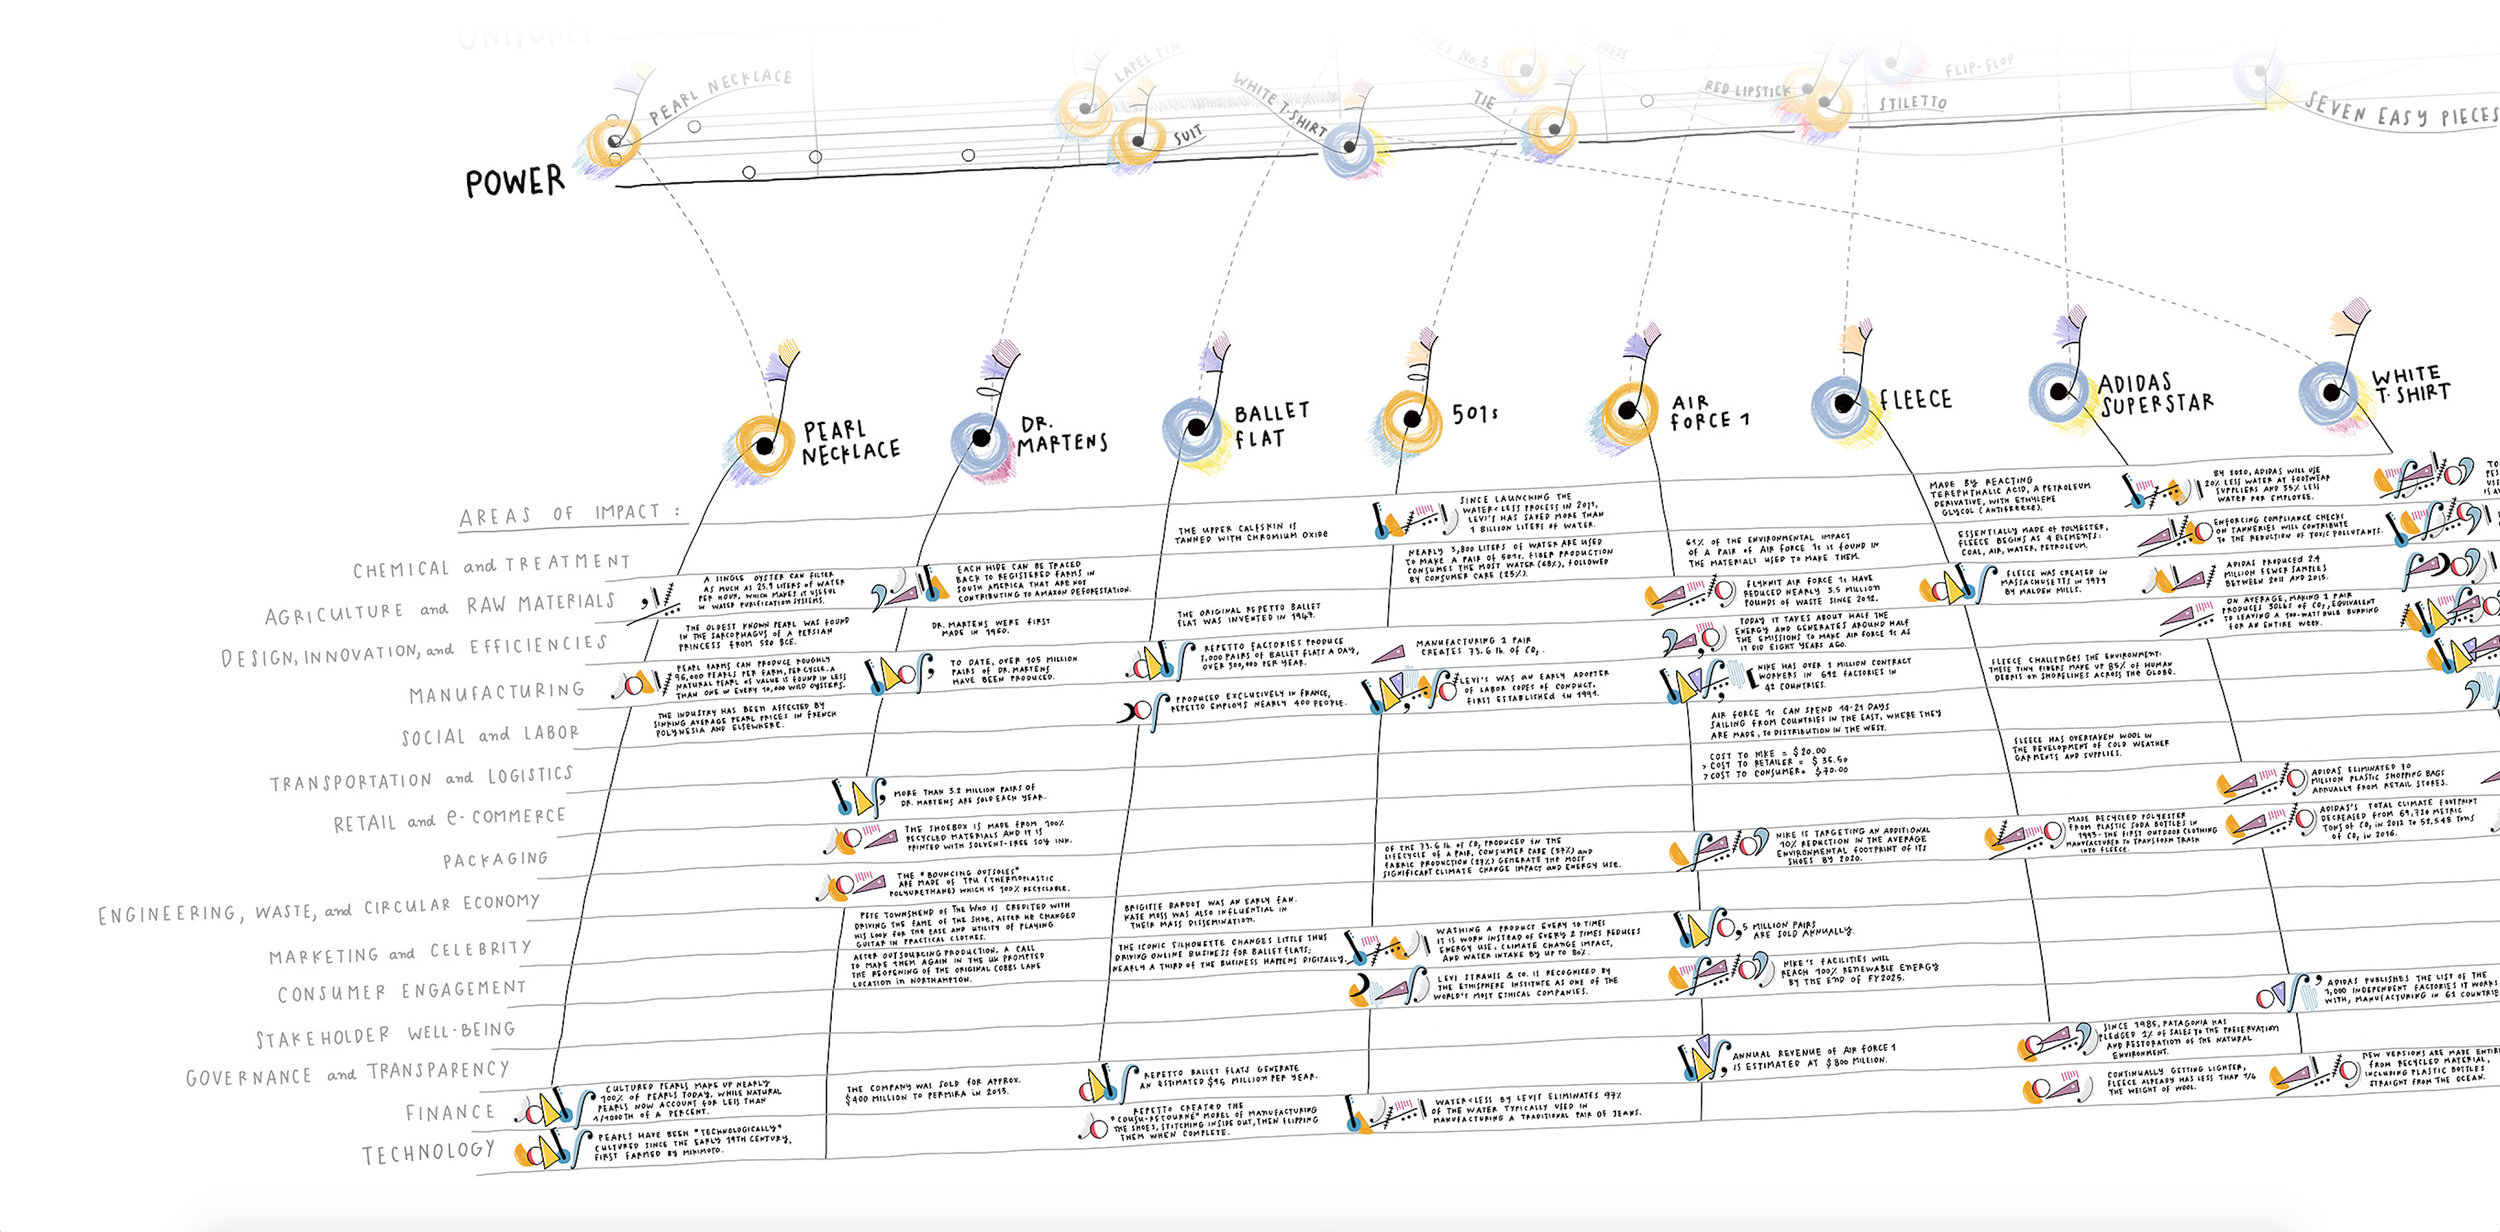 UNIFORM
PEARL NECKLACE
LAPEL PIN
SUIT
WHITE T-SHIRT
No.5
TIE
DRESS
RED LIPSTICK
STILETTO
FLIP-FLOP
SEVEN EASY PIECES
POWER
PEARL
NECKLACE
DR.
MARTENS
BALLET
FLAT
501s
AIR
FORCE 1
FLEECE
ADIDAS
SUPERSTAR
WHITE
T-SHIRT
AREAS OF IMPACT :
CHEMICAL and TREATMENT
THE UPPER CALFSKIN IS
TANNED WITH CHROMIUM OXIDE
SINCE LAUNCHING THE
WATER<LESS PROCESS IN 2011,
LEVI'S HAS SAVED MORE THAN
1 BILLION LITERS OF WATER.
MADE BY REACTING
TEREPHTHALIC ACID, A PETROLEUM
DERIVATIVE, WITH ETHYLENE
GLYCOL (ANTIFREEZE).
BY 2020, ADIDAS WILL USE
20% LESS WATER AT FOOTWEAR
SUPPLIERS AND 35% LESS
WATER PER EMPLOYEE.
AGRICULTURE and RAW MATERIALS
A SINGLE OYSTER CAN FILTER
AS MUCH AS 25.9 LITERS OF WATER
PER HOUR, WHICH MAKES IT USEFUL
IN WATER PURIFICATION SYSTEMS.
EACH HIDE CAN BE TRACED
BACK TO REGISTERED FARMS IN
SOUTH AMERICA THAT ARE NOT
CONTRIBUTING TO AMAZON DEFORESTATION.
NEARLY 3,800 LITERS OF WATER ARE USED
TO MAKE A PAIR OF 501s. FIBER PRODUCTION
CONSUMES THE MOST WATER (68%), FOLLOWED
BY CONSUMER CARE (23%).
61% OF THE ENVIRONMENTAL IMPACT
OF A PAIR OF AIR FORCE 1s IS FOUND IN
THE MATERIALS USED TO MAKE THEM.
ESSENTIALLY MADE OF POLYESTER,
FLEECE BEGINS AS 4 ELEMENTS:
COAL, AIR, WATER, PETROLEUM.
ENFORCING COMPLIANCE CHECKS
ON TANNERIES WILL CONTRIBUTE
TO THE REDUCTION OF TOXIC POLLUTANTS.
DESIGN, INNOVATION, and EFFICIENCIES
THE OLDEST KNOWN PEARL WAS FOUND
IN THE SARCOPHAGUS OF A PERSIAN
PRINCESS FROM 520 BCE.
DR. MARTENS WERE FIRST
MADE IN 1960.
THE ORIGINAL REPETTO BALLET
FLAT WAS INVENTED IN 1947.
FLYKNIT AIR FORCE 1s HAVE
REDUCED NEARLY 3.5 MILLION
POUNDS OF WASTE SINCE 2012.
FLEECE WAS CREATED IN
MASSACHUSETTS IN 1979
BY MALDEN MILLS.
ADIDAS PRODUCED 2.4
MILLION FEWER SAMPLES
BETWEEN 2011 AND 2015.
MANUFACTURING
PEARL FARMS CAN PRODUCE ROUGHLY
96,000 PEARLS PER FARM, PER CYCLE. A
NATURAL PEARL OF VALUE IS FOUND IN LESS
THAN ONE IN EVERY 10,000 WILD OYSTERS.
TO DATE, OVER 105 MILLION
PAIRS OF DR. MARTENS
HAVE BEEN PRODUCED.
REPETTO FACTORIES PRODUCE
1,000 PAIRS OF BALLET FLATS A DAY,
OVER 300,000 PER YEAR.
MANUFACTURING 1 PAIR
CREATES 73.6 lb. OF CO2.
TODAY IT TAKES ABOUT HALF THE
ENERGY AND GENERATES AROUND HALF
THE EMISSIONS TO MAKE AIR FORCE 1s AS
IT DID EIGHT YEARS AGO.
ON AVERAGE, MAKING 1 PAIR
PRODUCES 30lbs OF CO2, EQUIVALENT
TO LEAVING A 100-WATT BULB BURNING
FOR AN ENTIRE WEEK.
SOCIAL and LABOR
THE INDUSTRY HAS BEEN AFFECTED BY
SINKING AVERAGE PEARL PRICES IN FRENCH
POLYNESIA AND ELSEWHERE.
PRODUCED EXCLUSIVELY IN FRANCE,
REPETTO EMPLOYS NEARLY 400 PEOPLE.
LEVI'S WAS AN EARLY ADOPTER
OF LABOR CODES OF CONDUCT,
FIRST ESTABLISHED IN 1991.
NIKE HAS OVER 1 MILLION CONTRACT
WORKERS IN 692 FACTORIES IN
42 COUNTRIES.
FLEECE CHALLENGES THE ENVIRONMENT:
THESE TINY FIBERS MAKE UP 85% OF HUMAN
DEBRIS ON SHORELINES ACROSS THE GLOBE.
TRANSPORTATION and LOGISTICS
AIR FORCE 1s CAN SPEND 14-21 DAYS
SAILING FROM COUNTRIES IN THE EAST, WHERE THEY
ARE MADE, TO DISTRIBUTION IN THE WEST.
RETAIL and e-COMMERCE
MORE THAN 3.2 MILLION PAIRS OF
DR. MARTENS ARE SOLD EACH YEAR.
COST TO MKE = $20.00
> COST TO RETAILER = $36.50
> COST TO CONSUMER= $70.00
FLEECE HAS OVERTAKEN WOOL IN
THE DEVELOPMENT OF COLD WEATHER
GARMENTS AND SUPPLIES.
PACKAGING
THE SHOEBOX IS MADE FROM 100%
RECYCLED MATERIALS AND IT IS
PRINTED WITH SOLVENT-FREE SOY INK.
ADIDAS ELIMINATED 70
MILLION PLASTIC SHOPPING BAGS
ANNUALLY FROM RETAIL STORES.
ENGINEERING, WASTE, and CIRCULAR ECONOMY
THE "BOUNCING OUTSOLES"
ARE MADE OF TPU (THERMOPLASTIC
POLYURETHANE) WHICH IS 100% RECYCLABLE.
OF THE 73.6 lb. OF CO2 PRODUCED IN THE
LIFECYCLE OF A PAIR, CONSUMER CARE (37%) AND
FABRIC PRODUCTION (27%) GENERATE THE MOST
SIGNIFICANT CLIMATE CHANGE IMPACT AND ENERGY USE.
NIKE IS TARGETING AN ADDITIONAL
10% REDUCTION IN THE AVERAGE
ENVIRONMENTAL FOOTPRINT OF ITS
SHOES BY 2020.
MADE RECYCLED POLYESTER
FROM PLASTIC SODA BOTTLES IN
1993-THE FIRST OUTDOOR CLOTHING
MANUFACTURER TO TRANSFORM TRASH
INTO FLEECE.
ADIDAS'S TOTAL CLIMATE FOOTPRINT
DECREASED FROM 69,720 METRIC
TONS OF CO2 IN 2012 TO 52,548 TONS
OF CO2 IN 2016.
MARKETING and CELEBRITY
PETE TOWNSHEND OF THE WHO IS CREDITED WITH
DRIVING THE FAME OF THE SHOE, AFTER HE CHANGED
HIS LOOK FOR THE EASE AND UTILITY OF PLAYING
GUITAR IN PRACTICAL CLOTHES.
BRIGITTE BARDOT WAS AN EARLY FAN.
KATE MOSS WAS ALSO INFLUENTIAL IN
THEIR MASS DISSEMINATION.
5 MILLION PAIRS
ARE SOLD ANNUALLY.
CONSUMER ENGAGEMENT
AFTER OUTSOURCING PRODUCTION, A CALL
TO MAKE THEM AGAIN IN THE UK PROMPTED
THE REOPENING OF THE ORIGINAL COBBS LANE
LOCATION IN NORTHAMPTON.
THE ICONIC SILHOUETTE CHANGES LITTLE THUS
DRIVING ONLINE BUSINESS FOR BALLET FLATS;
NEARLY A THIRD OF THE BUSINESS HAPPENS DIGITALLY.
WASHING A PRODUCT EVERY 10 TIMES
IT IS WORN INSTEAD OF EVERY 2 TIMES REDUCES
ENERGY USE, CLIMATE CHANGE IMPACT,
AND WATER INTAKE BY UP TO 80%.
NIKE'S FACILITIES WILL
REACH 100% RENEWABLE ENERGY
BY THE END OF FY2025.
STAKEHOLDER WELL-BEING
LEVI STRAUSS & CO. IS RECOGNIZED BY
THE ETHISPHERE INSTITUTE AS ONE OF THE
WORLD'S MOST ETHICAL COMPANIES.
GOVERNANCE and TRANSPARENCY
ADIDAS PUBLISHES THE LIST OF THE
1,000 INDEPENDENT FACTORIES IT WORKS
WITH, MANUFACTURING IN 61 COUNTRIE
FINANCE
CULTURED PEARLS MAKE UP NEARLY
100% OF PEARLS TODAY, WHILE NATURAL
PEARLS NOW ACCOUNT FOR LESS THAN
1/1000TH OF A PERCENT.
THE COMPANY WAS SOLD FOR APPROX.
$400 MILLION TO PERMIRA IN 2013.
REPETTO BALLET FLATS GENERATE
AN ESTIMATED $95 MILLION PER YEAR.
ANNUAL REVENUE OF AIR FORCE 1
IS ESTIMATED AT $800 MILLION.
SINCE 1985, PATAGONIA HAS
PLEDGED 1% OF SALES TO THE PRESERVATION
AND RESTORATION OF THE NATURAL
ENVIRONMENT.
TECHNOLOGY
PEARLS HAVE BEEN "TECHNOLOGICALLY"
CULTURED SINCE THE EARLY 19TH CENTURY,
FIRST FARMED BY MIKIMOTO.
REPETTO CREATED THE
"COUSU-RETOURNÉ" MODEL OF MANUFACTURING
THE SHOES, STITCHING INSIDE OUT, THEN FLIPPING
THEM WHEN COMPLETE.
WATER<LESS BY LEVIS ELIMINATES 97%
OF THE WATER TYPICALLY USED IN
MANUFACTURING A TRADITIONAL PAIR OF JEANS.
CONTINUALLY GETTING LIGHTER,
FLEECE ALREADY HAS LESS THAN 1/2
THE WEIGHT OF WOOL.
NEW VERSIONS ARE MADE ENTIRE
FROM RECYCLED MATERIAL,
INCLUDING PLASTIC BOTTLES
STRAIGHT FROM THE OCEAN.